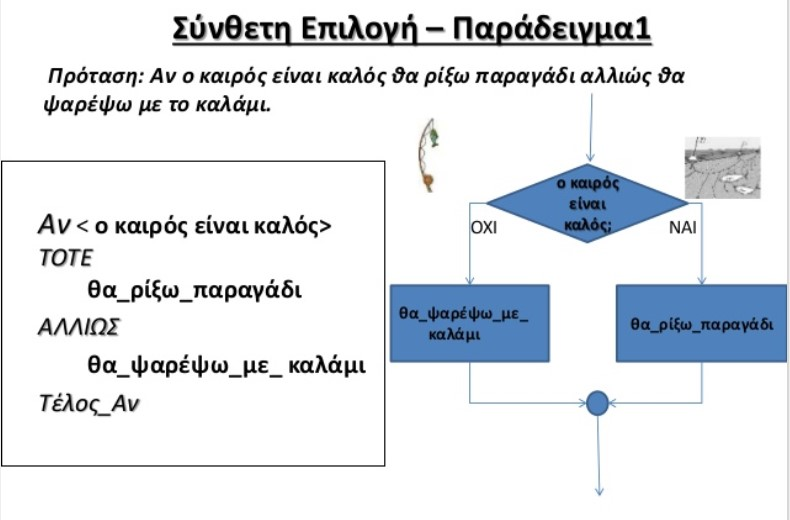 Σύνθετη Επιλογή – Παράδειγμα1
Πρόταση: Αν ο καιρός είναι καλός θα ρίξω παραγάδι αλλιώς θα
ψαρέψω με το καλάμι.
Αν < ο καιρός είναι καλός>
ΤΟΤΕ
θα_ρίξω_παραγάδι
ΑΛΛΙΩΣ
θα_ψαρέψω_με_ καλάμι
Τέλος_Αν
ο καιρός
είναι
καλός;
ΟΧΙ
ΝΑΙ
θα_ψαρέψω_με_
καλάμι
θα_ρίξω_παραγάδι